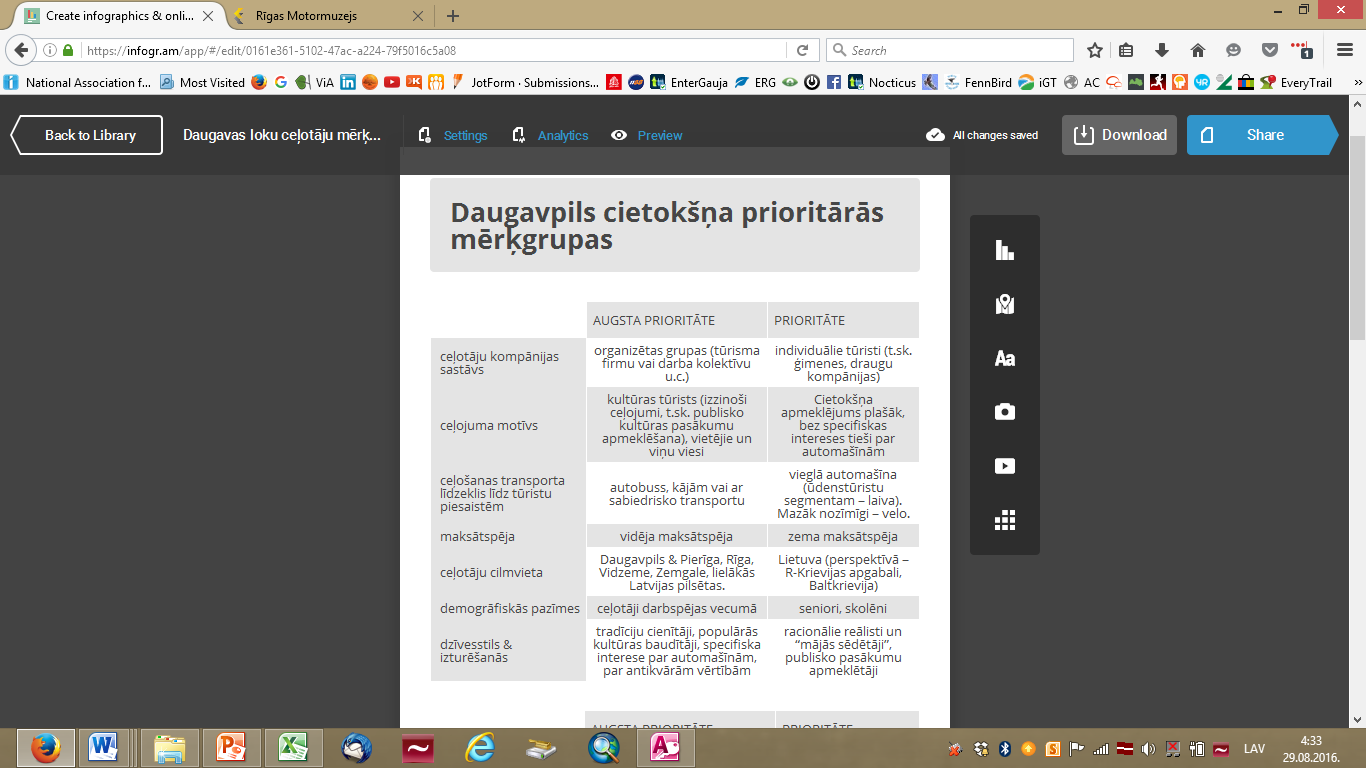 Create infographics & onli...
Rīgas Motormuzejs
https://infogr.am/app/#/edit/0161e361-5102-47ac-a224-79f5016c5a08
Search
1
National Association f...
Most Visited
ViA
JotForm · Submissions...
EnterGauja
ERG
Nocticus
FennBird
iGT
AC
EveryTrail
Back to Library
Daugavas loku ceļotāju mērķ...
Settings
Analytics
Preview
All changes saved
Download
Share
Daugavpils cietokšņa prioritārās
mērķgrupas
AUGSTA PRIORITĀTE
PRIORITĀTE
ceļotāju kompānijas
sastāvs
organizētas grupas (tūrisma
firmu vai darba kolektīvu
u.c.)
individuālie tūristi (t.sk.
ģimenes, draugu
kompānijas)
ceļojuma motīvs
kultūras tūrists (izzinoši
ceļojumi, t.sk. publisko
kultūras pasākumu
apmeklēšana), vietējie un
viņu viesi
Cietokšņa
apmeklējums plašāk,
bez specifiskas
intereses tieši par
automašīnām
ceļošanas transporta
līdzeklis līdz tūristu
piesaistēm
autobuss, kājām vai ar
sabiedrisko transportu
vieglā automašīna
(ūdenstūristu
segmentam – laiva).
Mazāk nozīmīgi – velo.
maksātspēja
vidēja maksātspēja
zema maksātspēja
ceļotāju cilmvieta
Daugavpils & Pierīga, Rīga,
Vidzeme, Zemgale, lielākās
Latvijas pilsētas.
Lietuva (perspektīvā –
R-Krievijas apgabali,
Baltkrievija)
demogrāfiskās pazīmes
ceļotāji darbspējas vecumā
seniori, skolēni
dzīvesstils &
izturēšanās
tradīciju cienītāji, populārās
kultūras baudītāji, specifiska
interese par automašīnām,
par antikvārām vērtībām
racionālie reālisti un
“mājās sēdētāji”,
publisko pasākumu
apmeklētāji
AUGSTA PRIORITĀTE
PRIORITĀTE
Aa
LAV
4:33
29.08.2016.